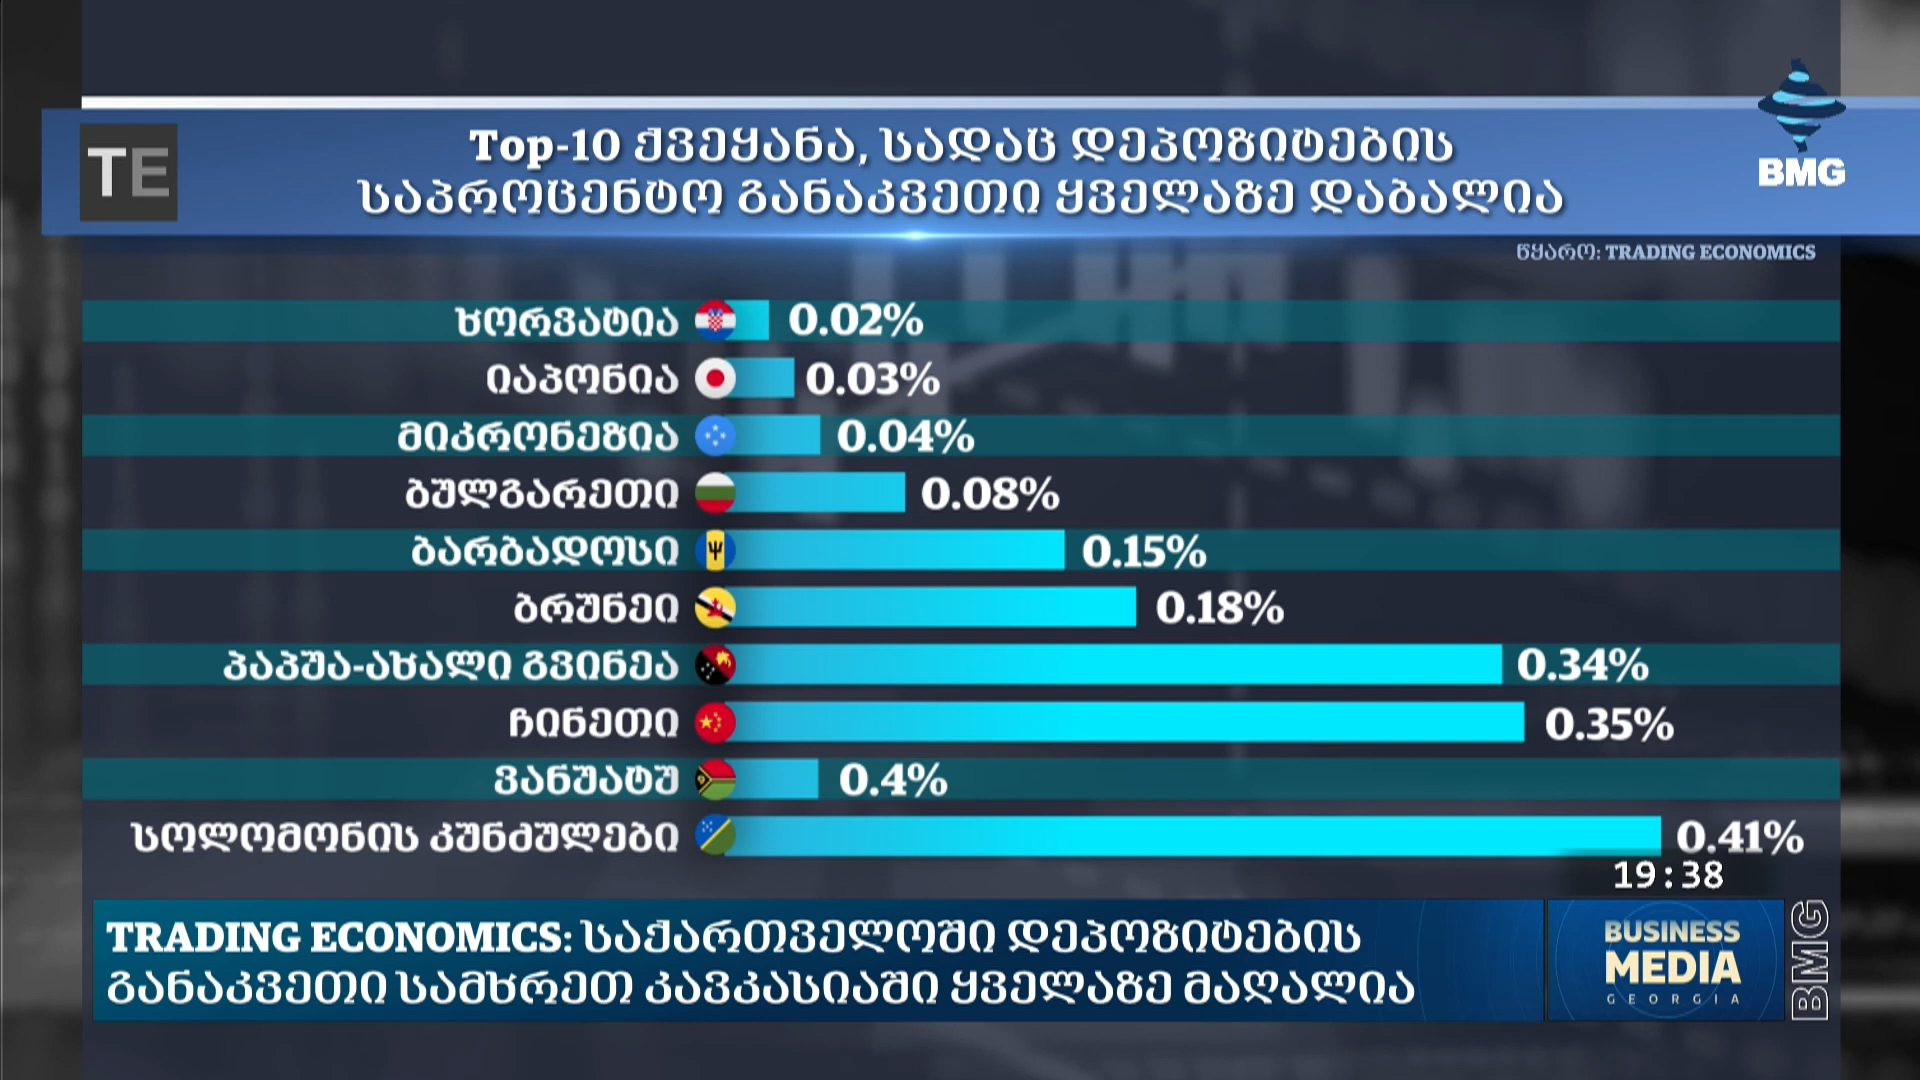 TE
Top-10 ქვეყანა, სადაც დეპოზიტების
საპროცენტო განაკვეთი ყველაზე დაბალია
BMG
წყარო: TRADING ECONOMICS
ხორვატია 0.02%
იაპონია 0.03%
მიკრონეზია 0.04%
ბულგარეთი 0.08%
ბარბადოსი 0.15%
ბრუნეი 0.18%
პაპუა-ახალი გვინეა 0.34%
ჩინეთი 0.35%
ვანუატუ 0.4%
სოლომონის კუნძულები 0.41%
19:38
TRADING ECONOMICS: საქართველოში დეპოზიტების
განაკვეთი სამხრეთ კავკასიაში ყველაზე მაღალია
BUSINESS
MEDIA
GEORGIA
BMG